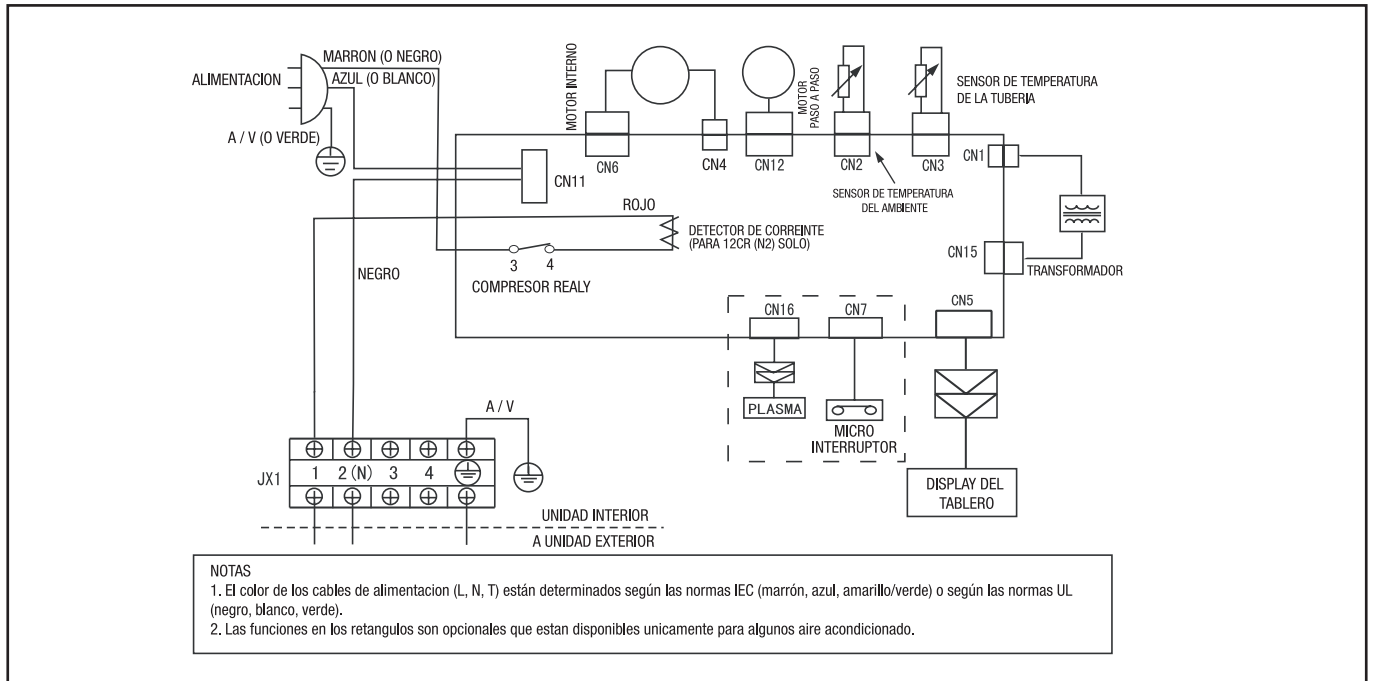 MARRON (O NEGRO)
ALIMENTACION
AZUL (O BLANCO)
A / V (O VERDE)
MOTOR INTERNO
MOTOR
PASO A PASO
SENSOR DE TEMPERATURA
DE LA TUBERIA
CN6
CN4
CN12
CN2
CN3
CN1
CN11
SENSOR DE TEMPERATURA
DEL AMBIENTE
ROJO
DETECTOR DE CORREINTE
(PARA 12CR (N2) SOLO)
3
4
COMPRESOR REALY
NEGRO
CN15
TRANSFORMADOR
CN16
CN7
CN5
PLASMA
MICRO
INTERRUPTOR
DISPLAY DEL
TABLERO
A / V
JX1
1 2 (N) 3 4
UNIDAD INTERIOR
A UNIDAD EXTERIOR
NOTAS
1. El color de los cables de alimentacion (L, N, T) están determinados según las normas IEC (marrón, azul, amarillo/verde) o según las normas UL
(negro, blanco, verde).
2. Las funciones en los retangulos son opcionales que estan disponibles unicamente para algunos aire acondicionado.